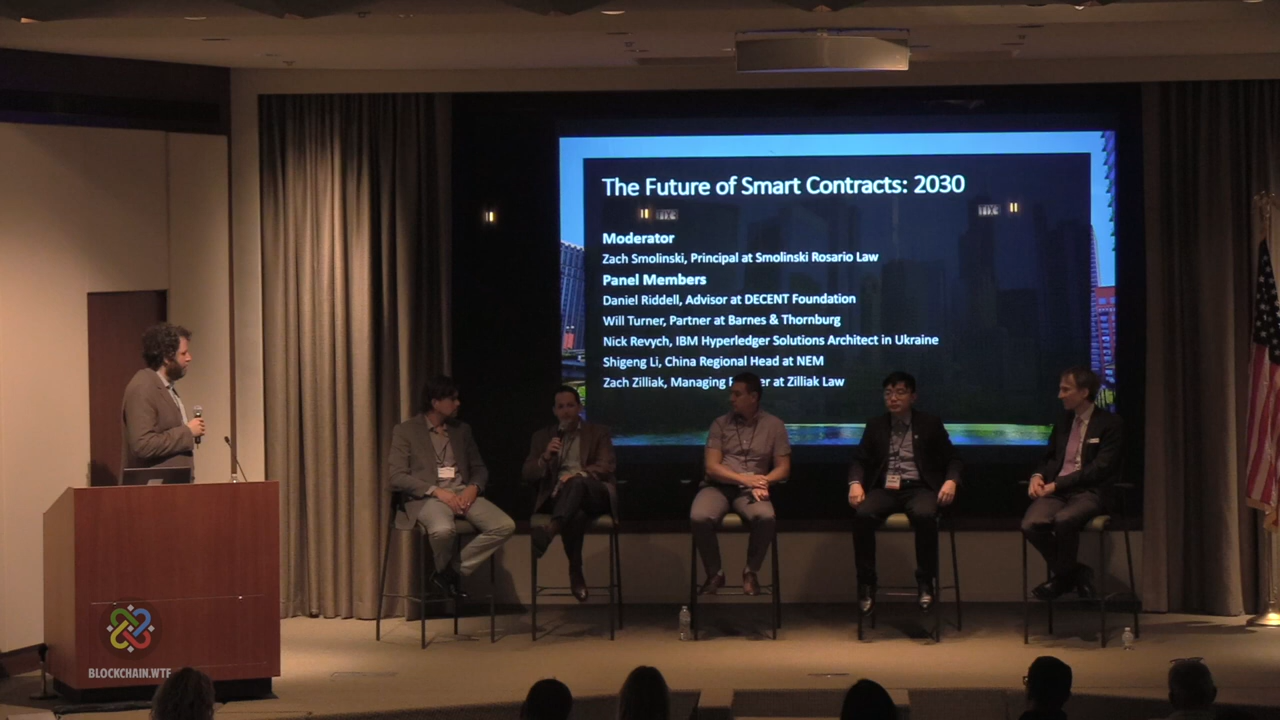 The Future of Smart Contracts: 2030
Moderator
Zach Smolinski, Principal at Smolinski Rosario Law
Panel Members
Daniel Riddell, Advisor at DECENT Foundation
Will Turner, Partner at Barnes & Thornburg
Nick Revych, IBM Hyperledger Solutions Architect in Ukraine
Shigeng Li, China Regional Head at NEM
Zach Zilliak, Managing at Zilliak Law
BLOCKCHAIN.WTF